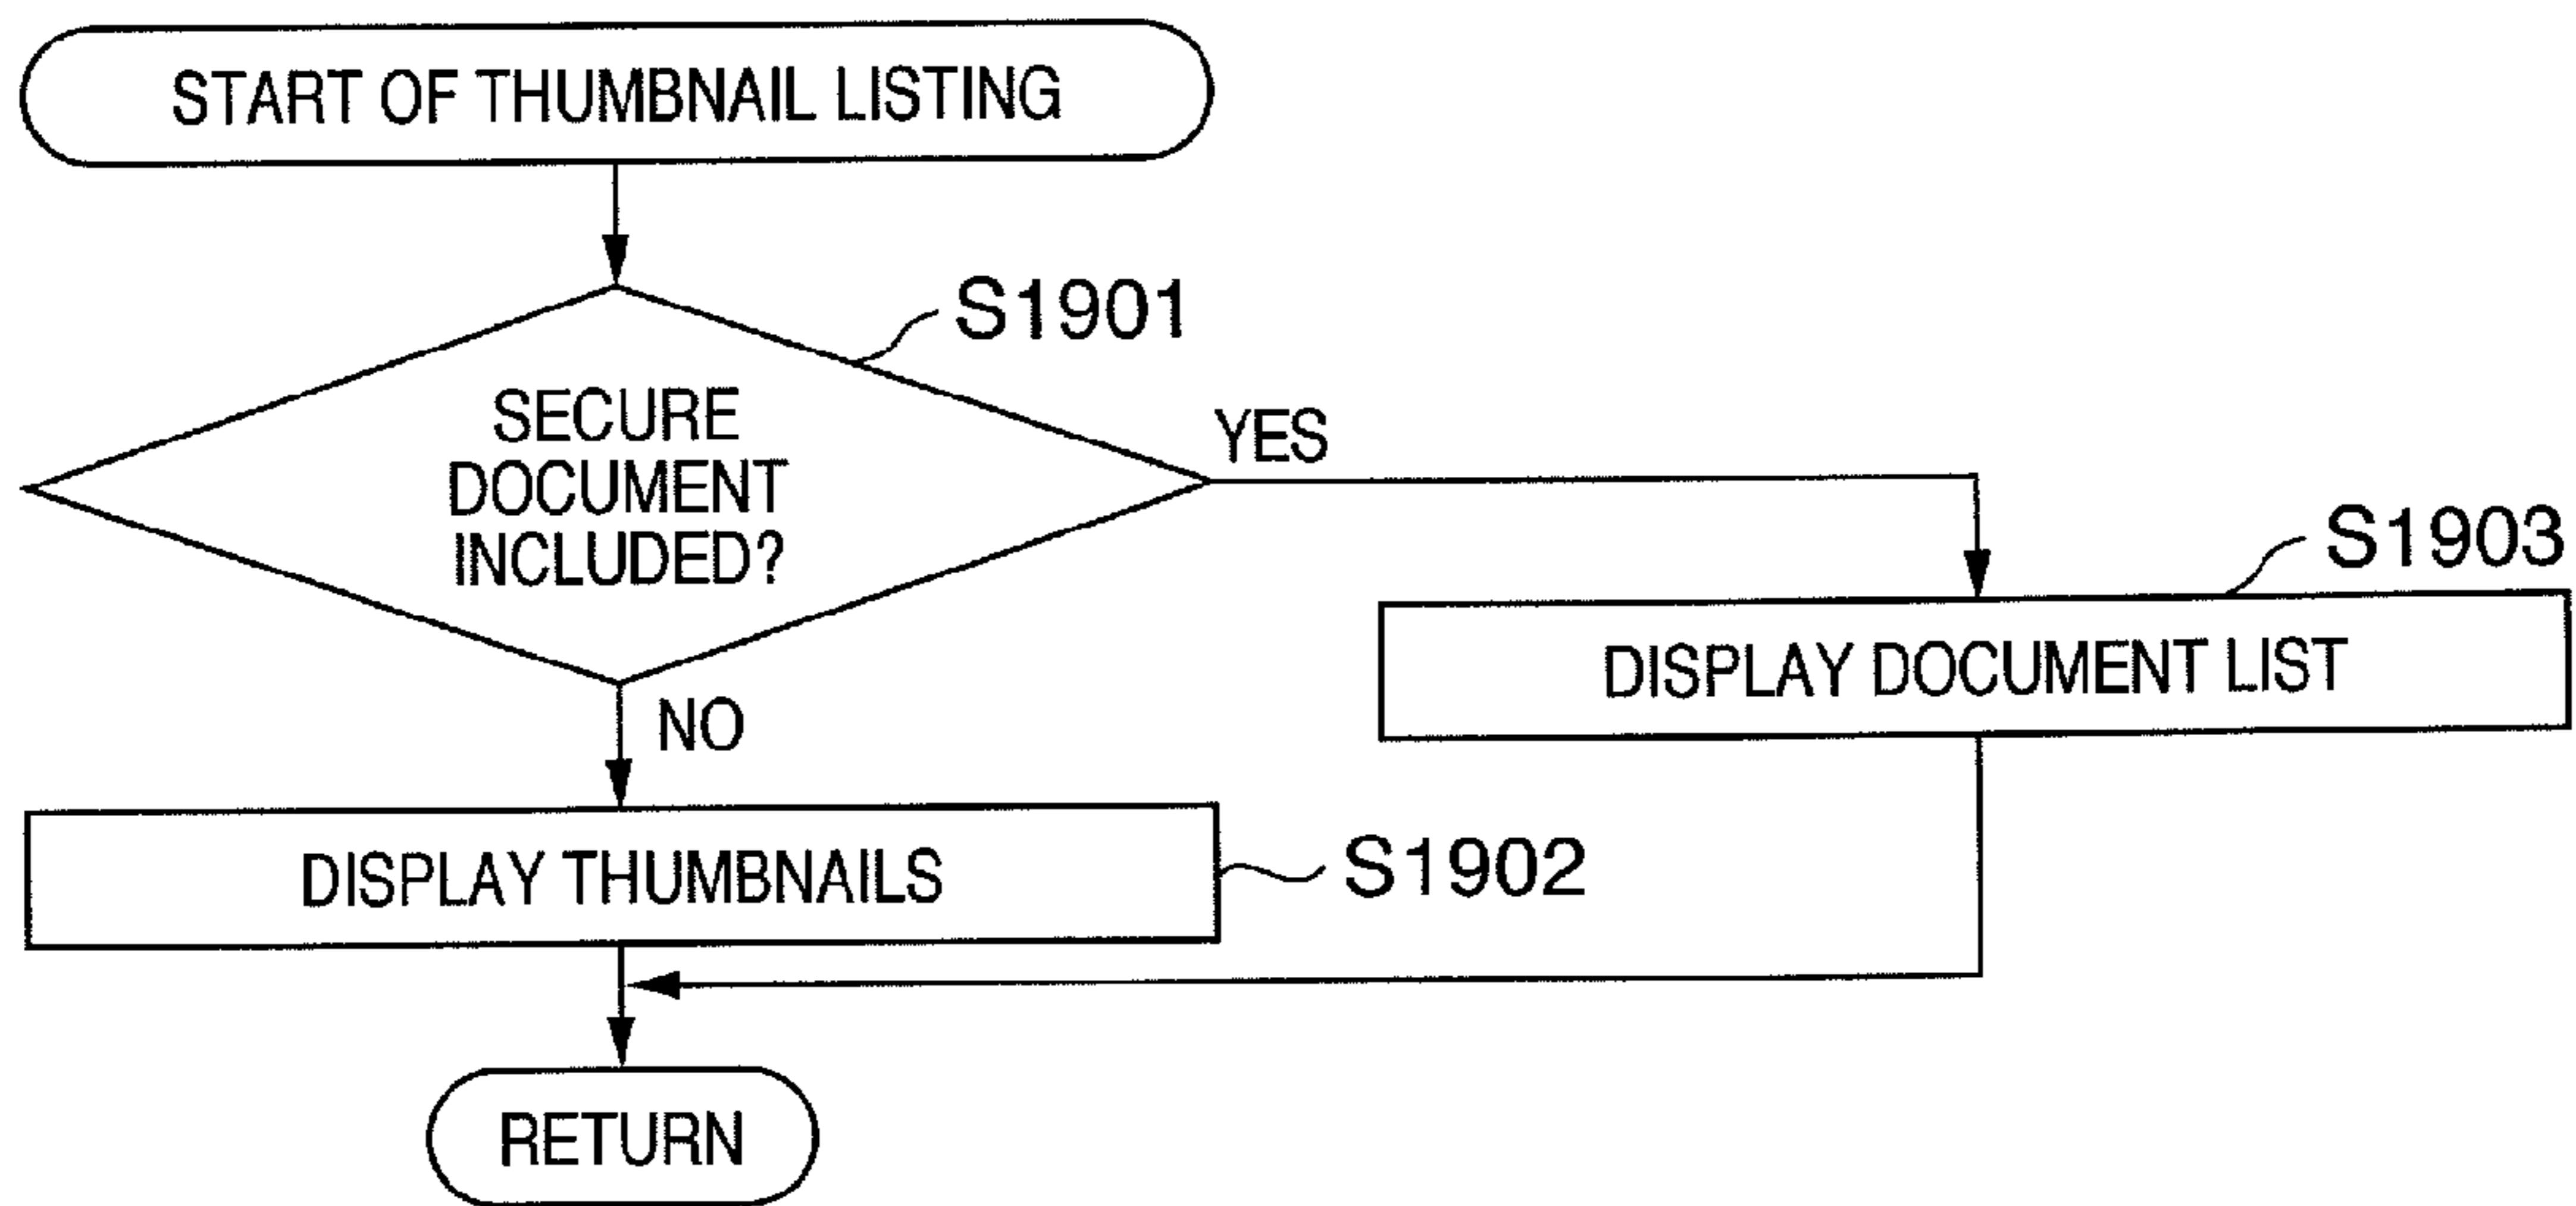 START OF THUMBNAIL LISTING
S1901
SECURE
DOCUMENT
INCLUDED?
YES
S1903
DISPLAY DOCUMENT LIST
NO
DISPLAY THUMBNAILS
S1902
RETURN